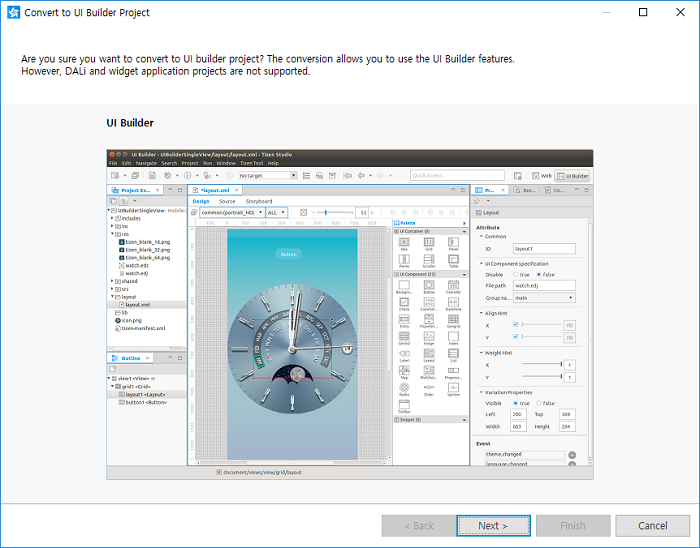 Convert to UI Builder Project
Are you sure you want to convert to UI builder project? The conversion allows you to use the UI Builder features.
However, DALi and widget application projects are not supported.
UI Builder
UI Builder - UIBuilderSingleView/layout/layout.xml - Tizen Studio
File Edit Navigate Search Project Run Window Tizen Tool Help
No target
Quick Access
Web
UI Builder
Project Ex...
*layout.xml
Pr...
Res...
Co...
Design Source Storyboard
common(portrait_HD)
ALL
53
%
UIBuilderSingleView - mobile-
Includes
inc
res
tizen_blank_16.png
tizen_blank_32.png
tizen_blank_64.png
watch.edc
watch.edj
shared
src
layout
layout.xml
lib
icon.png
tizen-manifest.xml
Outline
view1 <View>
grid1 <Grid>
layout1 <Layout>
button1 <Button>
Button
Palette
UI Container (6)
Box Grid Panel
Panes Scroller Table
UI Component (22)
Backgro... Button Calendar
Check ColorSel... Datetime
Entry FlipSelec... Gengrid
Genlist Image Index
Label Layout List
Map Multibut... Progress...
Radio Slider Spinner
Toolbar
Snippet (0)
Layout
Attribute
Common
ID layout1
UI Component specification
Disable true false
File path watch.edj
Group na... main
Align Hint
X fill
Y fill
Weight Hint
X 1
Y 1
Variation Properties
Visible true false
Left 200 Top 309
Width 603 Height 204
Event
theme,changed
language,changed
document/views/view/grid/layout
< Back
Next >
Finish
Cancel